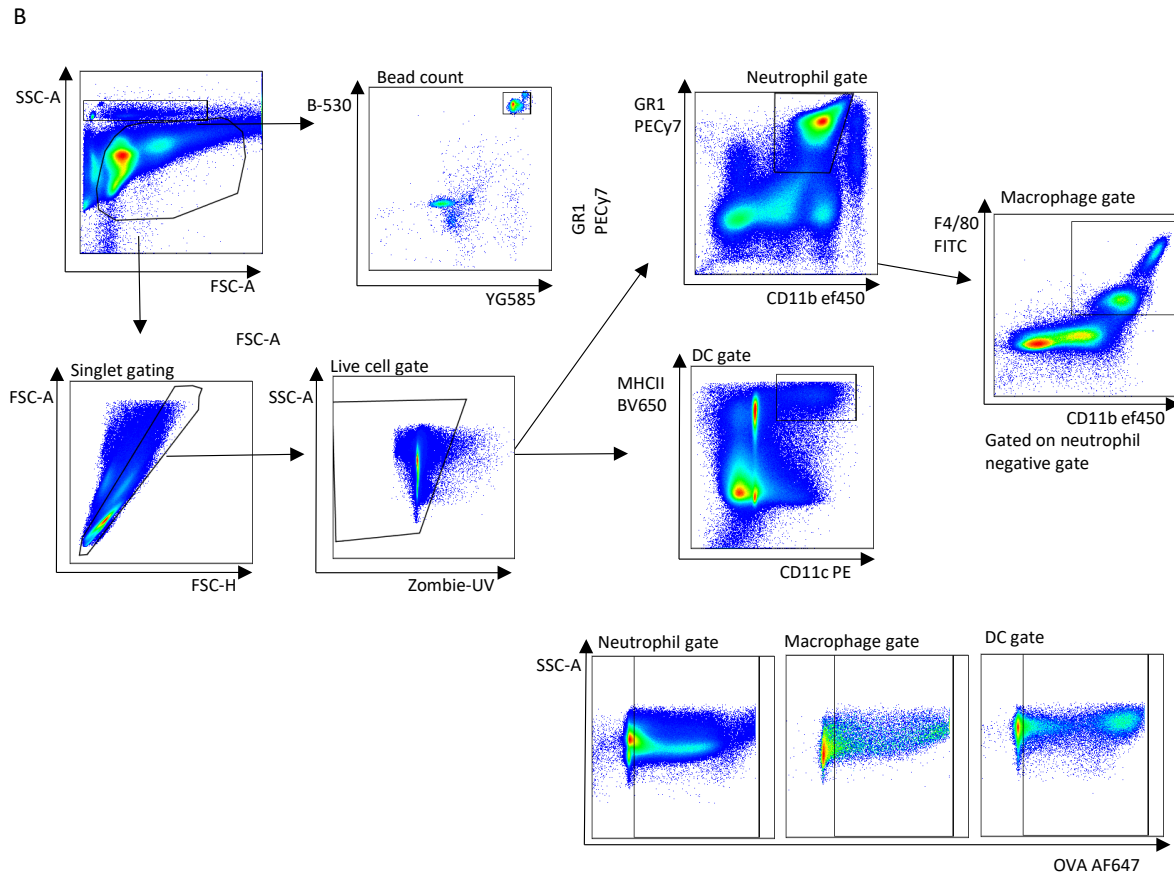 B
SSC-A
FSC-A
Bead count
B-530
YG585
GR1
PECy7
Neutrophil gate
GR1
PECy7
CD11b ef450
Macrophage gate
F4/80
FITC
CD11b ef450
Gated on neutrophil
negative gate
FSC-A
Singlet gating
FSC-A
FSC-H
Live cell gate
SSC-A
Zombie-UV
DC gate
MHCII
BV650
CD11c PE
Neutrophil gate
Macrophage gate
DC gate
SSC-A
OVA AF647